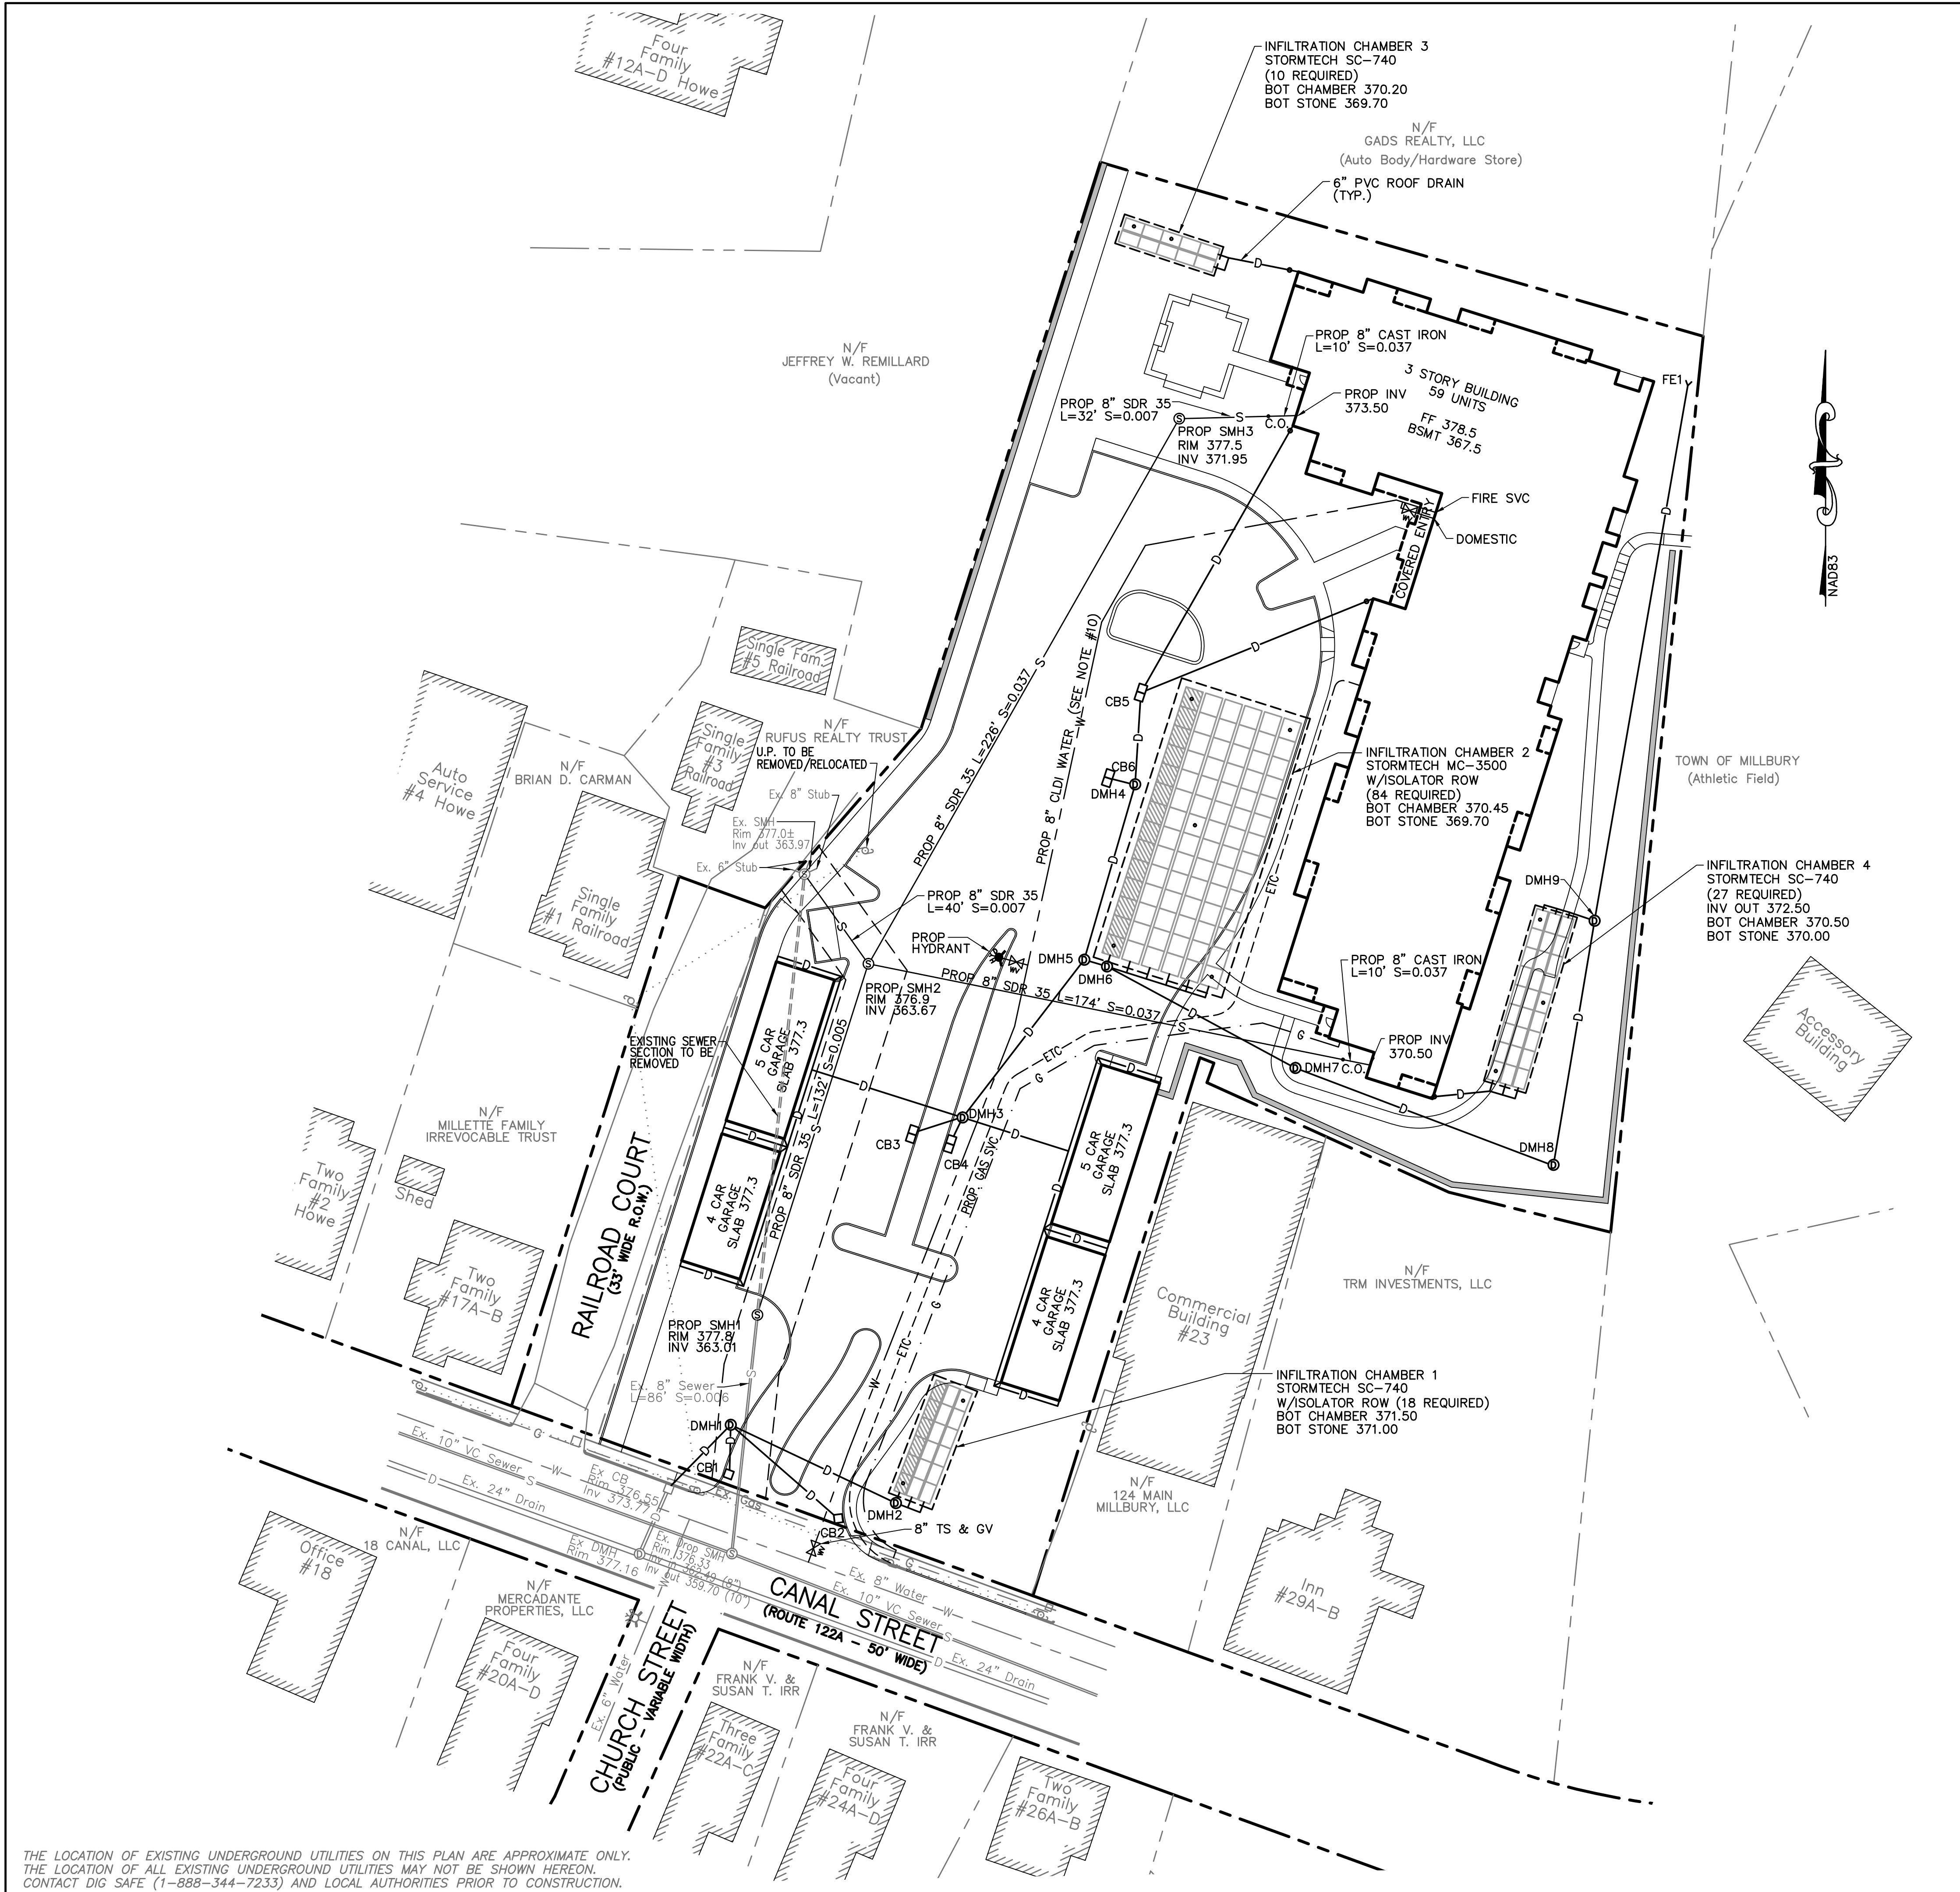 Four
Family
#12A-D Howe
INFILTRATION CHAMBER 3
STORMTECH SC-740
(10 REQUIRED)
BOT CHAMBER 370.20
BOT STONE 369.70
N/F
GADS REALTY, LLC
(Auto Body/Hardware Store)
6" PVC ROOF DRAIN
(TYP.)
D
N/F
JEFFREY W. REMILLARD
(Vacant)
PROP 8" CAST IRON
L=10' S=0.037
3 STORY BUILDING
59 UNITS
FF 378.5
BSMT 367.5
FE1
PROP 8" SDR 35
L=32' S=0.007
S
C.O.
PROP INV
373.50
PROP SMH3
RIM 377.5
INV 371.95
FIRE SVC
DOMESTIC
COVERED ENTRY
WV
D
D
D
NAD83
Single Fam.
#5 Railroad
Single
Family
#3
Railroad
N/F
RUFUS REALTY TRUST
U.P. TO BE
REMOVED/RELOCATED
PROP 8" SDR 35 L=226' S=0.037 S
PROP 8" CLDI WATER W (SEE NOTE #10)
CB5
D
CB6
DMH4
D
INFILTRATION CHAMBER 2
STORMTECH MC-3500
W/ISOLATOR ROW
(84 REQUIRED)
BOT CHAMBER 370.45
BOT STONE 369.70
TOWN OF MILLBURY
(Athletic Field)
Auto
Service
#4 Howe
N/F
BRIAN D. CARMAN
Ex. 8" Stub
Ex. SMH
Rim 377.0±
Inv out 363.97
Ex. 6" Stub
Single
Family
#1 Railroad
PROP 8" SDR 35
L=40' S=0.007
S
ETC
INFILTRATION CHAMBER 4
STORMTECH SC-740
(27 REQUIRED)
INV OUT 372.50
BOT CHAMBER 370.50
BOT STONE 370.00
DMH9
PROP
HYDRANT
WV
DMH5
DMH6
PROP 8" SDR 35 L=174' S=0.037
S
PROP 8" CAST IRON
L=10' S=0.037
PROP SMH2
RIM 376.9
INV 363.67
D
D
D
G
PROP INV
370.50
Accessory
Building
EXISTING SEWER
SECTION TO BE
REMOVED
5 CAR
GARAGE
SLAB 377.3
PROP 8" SDR 35 S L=132' S=0.005
ETC
G
DMH7
C.O.
D
D
D
DMH3
CB3
CB4
D
5 CAR
GARAGE
SLAB 377.3
DMH8
N/F
MILLETTE FAMILY
IRREVOCABLE TRUST
Two
Family
#2
Howe
Shed
RAILROAD COURT
(33' WIDE R.O.W.)
4 CAR
GARAGE
SLAB 377.3
PROP. GAS SVC
D
D
D
Two
Family
#17A-B
4 CAR
GARAGE
SLAB 377.3
Commercial
Building
#23
N/F
TRM INVESTMENTS, LLC
PROP SMH1
RIM 377.8
INV 363.01
G
ETC
W
D
Ex. 8" Sewer
L=86' S=0.006
S
INFILTRATION CHAMBER 1
STORMTECH SC-740
W/ISOLATOR ROW (18 REQUIRED)
BOT CHAMBER 371.50
BOT STONE 371.00
DMH1
D
D
CB1
D
D
DMH2
CB2
8" TS & GV
WV
N/F
124 MAIN
MILLBURY, LLC
G
Ex. 10" VC Sewer S
W
Ex CB
Rim 376.55
Inv 373.77
Ex. Gas
D Ex. 24" Drain
Ex DMH
Rim 377.16
Ex. Drop SMH
Rim 376.33
Inv in 362.49 (8")
Inv out 359.70 (10")
G
Ex. 8" Water W
Ex. 10" VC Sewer S
D Ex. 24" Drain
Office
#18
N/F
18 CANAL, LLC
CANAL STREET
(ROUTE 122A - 50' WIDE)
Inn
#29A-B
N/F
MERCADANTE
PROPERTIES, LLC
Four
Family
#20A-D
Ex. 6" Water
CHURCH STREET
(PUBLIC - VARIABLE WIDTH)
N/F
FRANK V. &
SUSAN T. IRR
Three
Family
#22A-C
N/F
FRANK V. &
SUSAN T. IRR
Four
Family
#24A-D
Two
Family
#26A-B
THE LOCATION OF EXISTING UNDERGROUND UTILITIES ON THIS PLAN ARE APPROXIMATE ONLY.
THE LOCATION OF ALL EXISTING UNDERGROUND UTILITIES MAY NOT BE SHOWN HEREON.
CONTACT DIG SAFE (1-888-344-7233) AND LOCAL AUTHORITIES PRIOR TO CONSTRUCTION.